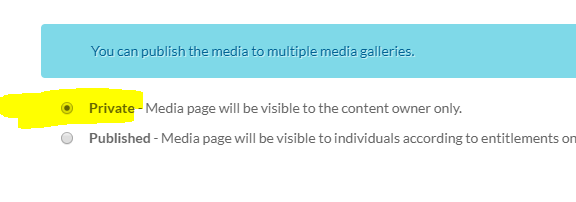 You can publish the media to multiple media galleries.
Private - Media page will be visible to the content owner only.
Published - Media page will be visible to individuals according to entitlements on